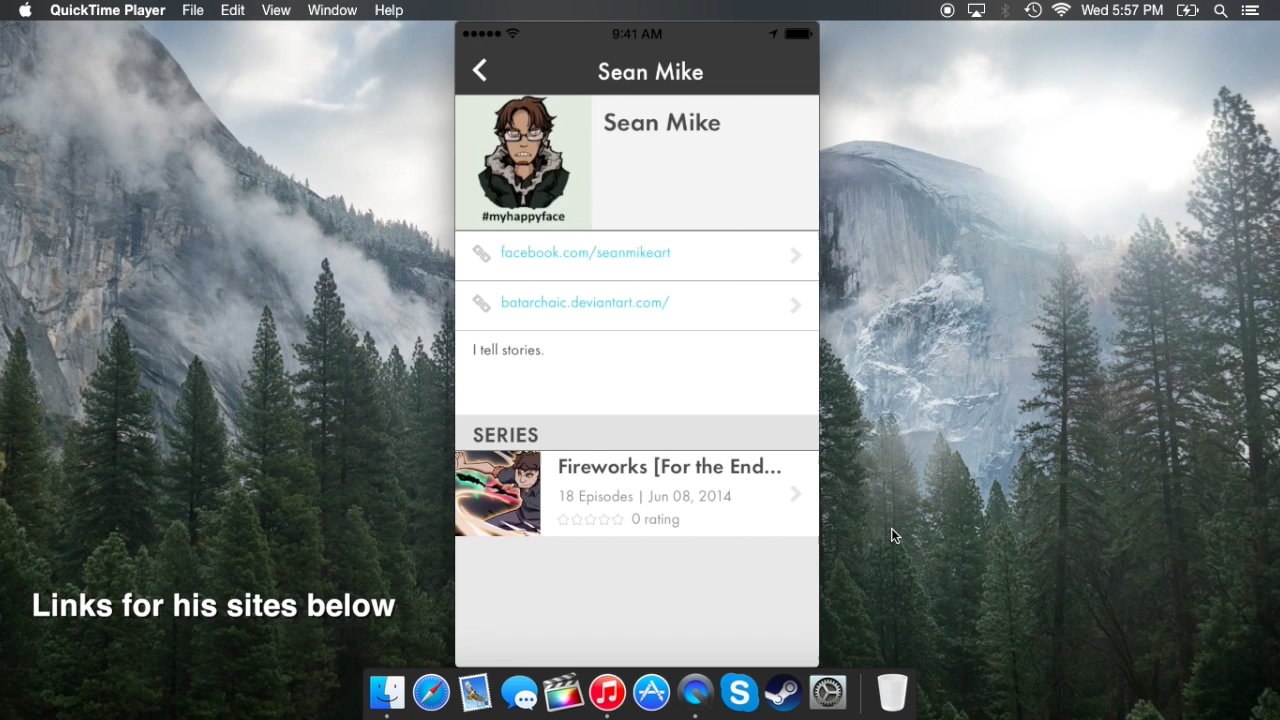 QuickTime Player File Edit View Window Help Wed 5:57 PM
9:41 AM
Sean Mike
Sean Mike
#myhappyface
facebook.com/seanmikeart
batarchaic.deviantart.com/
I tell stories.
SERIES
Fireworks [For the End...
18 Episodes | Jun 08, 2014
0 rating
Links for his sites below